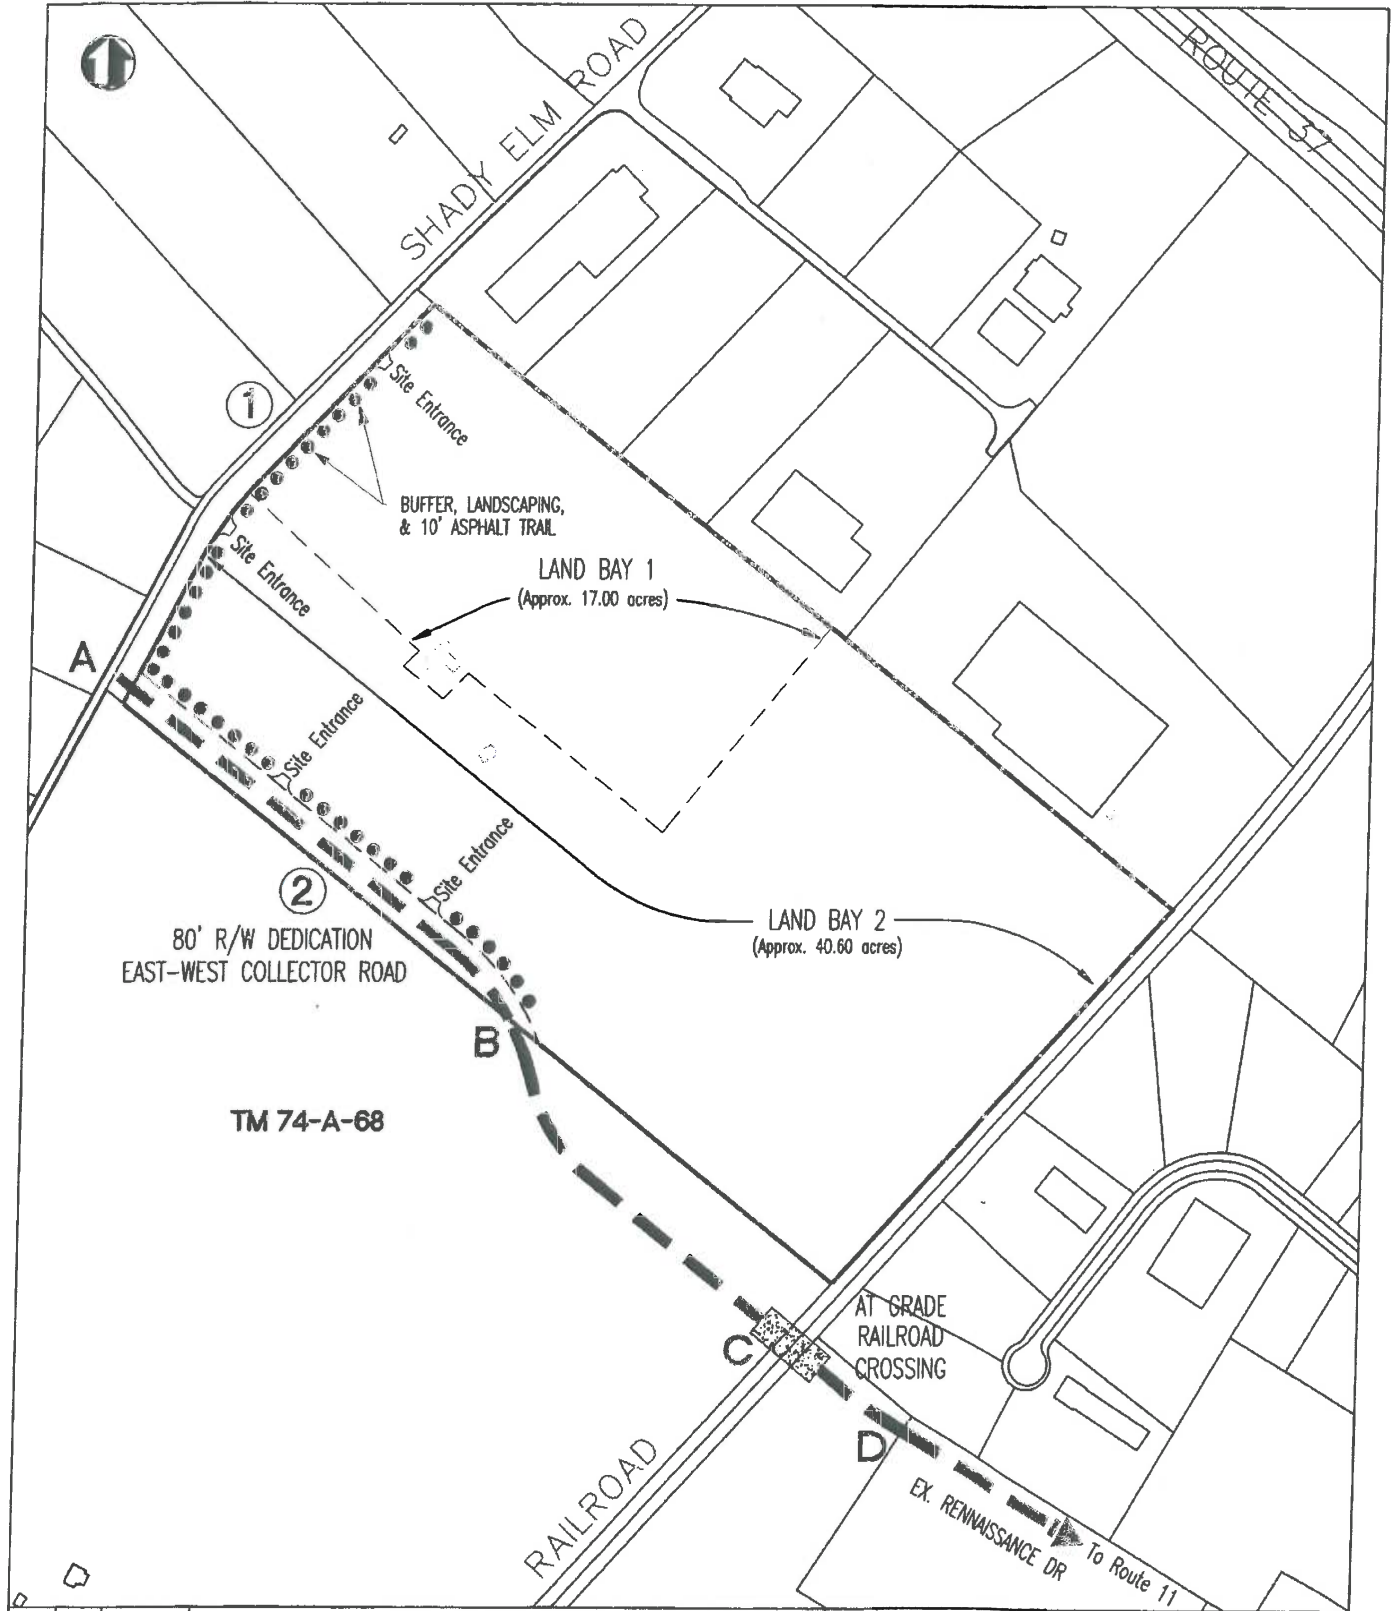 ROUTE 37
SHADY ELM ROAD
1
Site Entrance
BUFFER, LANDSCAPING,
& 10' ASPHALT TRAIL
Site Entrance
LAND BAY 1
(Approx. 17.00 acres)
A
Site Entrance
Site Entrance
2
80' R/W DEDICATION
EAST-WEST COLLECTOR ROAD
LAND BAY 2
(Approx. 40.60 acres)
B
TM 74-A-68
AT GRADE
RAILROAD
CROSSING
C
D
RAILROAD
EX. RENNAISSANCE DR
To Route 11